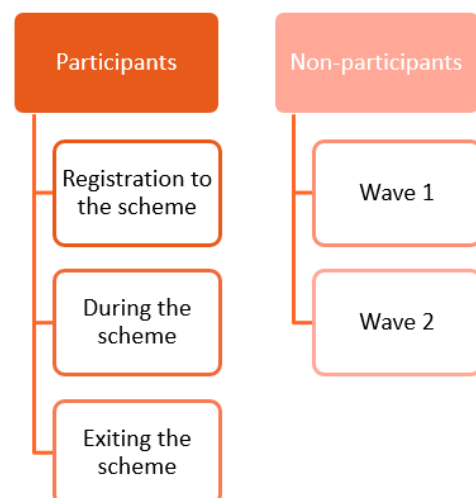 Participants
Registration to
the scheme
During the
scheme
Exiting the
scheme
Non-participants
Wave 1
Wave 2